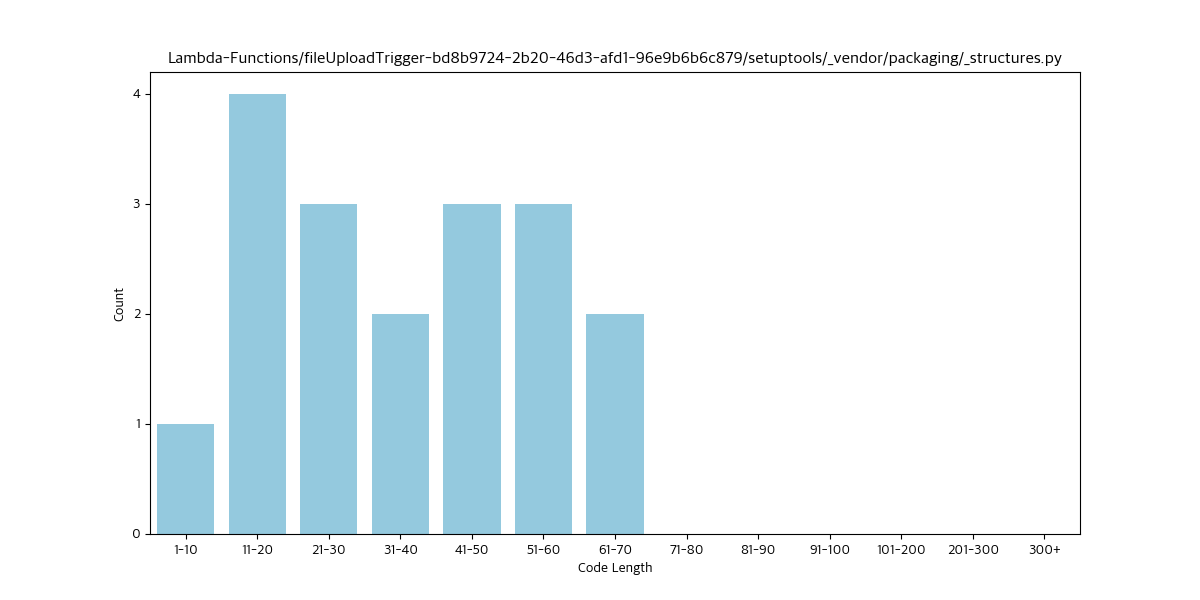 Lambda-Functions/fileUploadTrigger-bd8b9724-2b20-46d3-afd1-96e9b6b6c879/setuptools/_vendor/packaging/_structures.py
4
3
2
1
0
Count
1-10 11-20 21-30 31-40 41-50 51-60 61-70 71-80 81-90 91-100 101-200 201-300 300+
Code Length